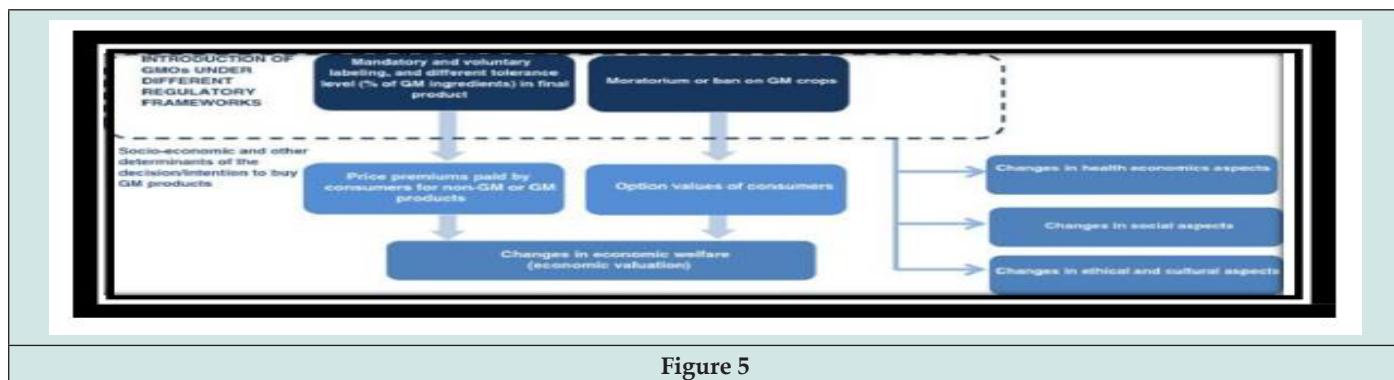 INTRODUCTION OF
GMOs UNDER
DIFFERENT
REGULATORY
FRAMEWORKS
Mandatory and voluntary
labeling, and different tolerance
level (% of GM ingredients) in final
product
Moratorium or ban on GM crops
Socio-economic and other
determinants of the
decision/intention to buy
GM products
Price premiums paid by
consumers for non-GM or GM
products
Option values of consumers
Changes in economic welfare
(economic valuation)
Changes in health economics aspects
Changes in social aspects
Changes in ethical and cultural aspects
Figure 5